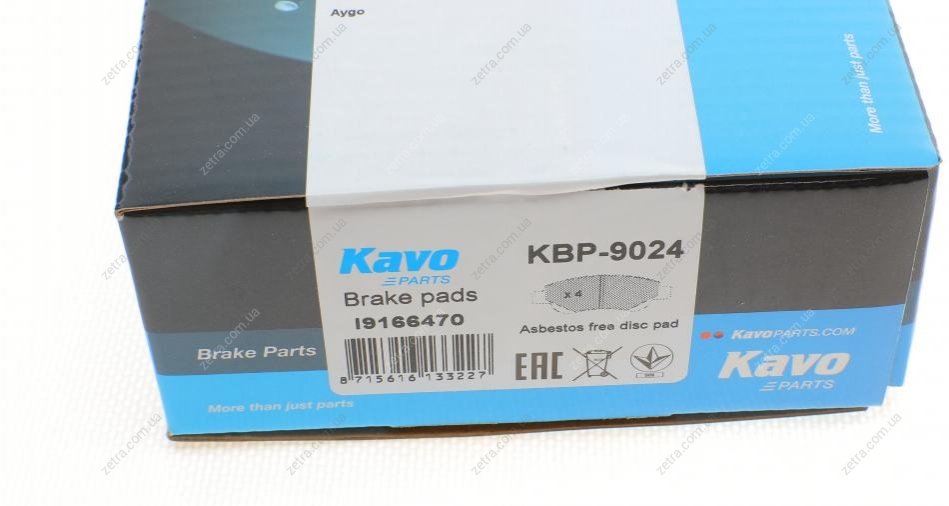 Aygo
More than just parts
Kavo
PARTS
Brake pads
I9166470
8 715616 133227
KBP-9024
x 4
Asbestos free disc pad
EAC
Brake Parts
More than just parts
KavoPARTS.COM
Kavo
PARTS
zetra.com.ua